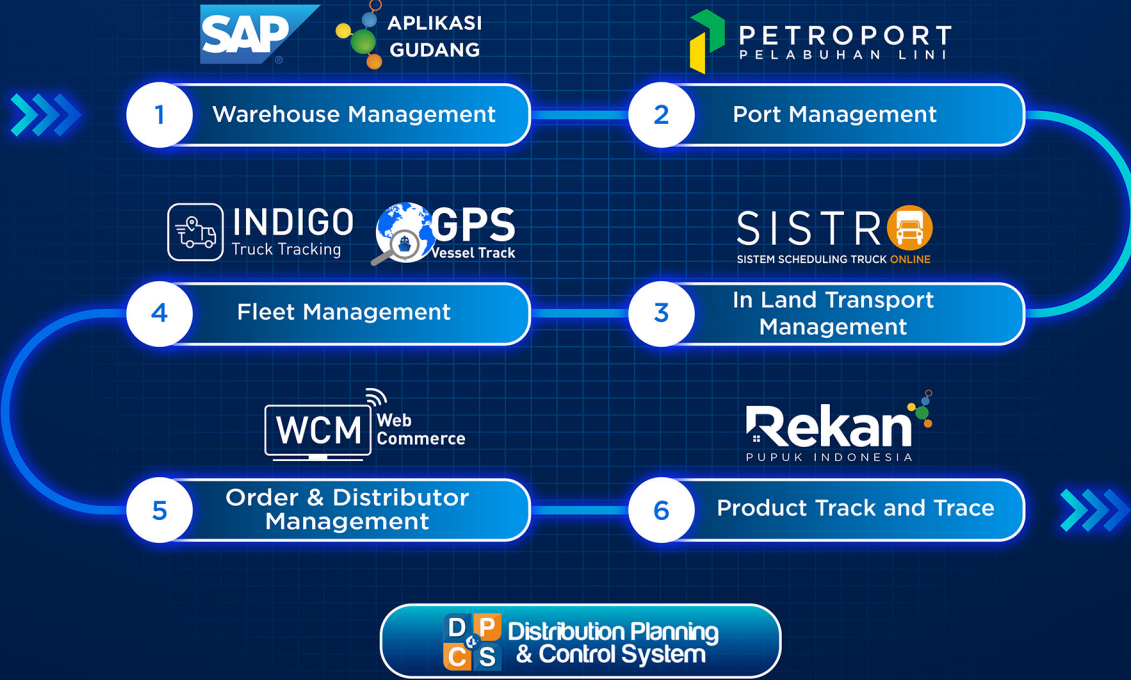 SAP
®
APLIKASI
GUDANG
PETROPORT
PELABUHAN LINI
1 Warehouse Management
2 Port Management
INDIGO
Truck Tracking
GPS
Vessel Track
SISTRO
SISTEM SCHEDULING TRUCK ONLINE
4 Fleet Management
3 In Land Transport
Management
WCM
Web
Commerce
Rekan
PUPUK INDONESIA
5 Order & Distributor
Management
6 Product Track and Trace
D P
&
C S
Distribution Planning
& Control System